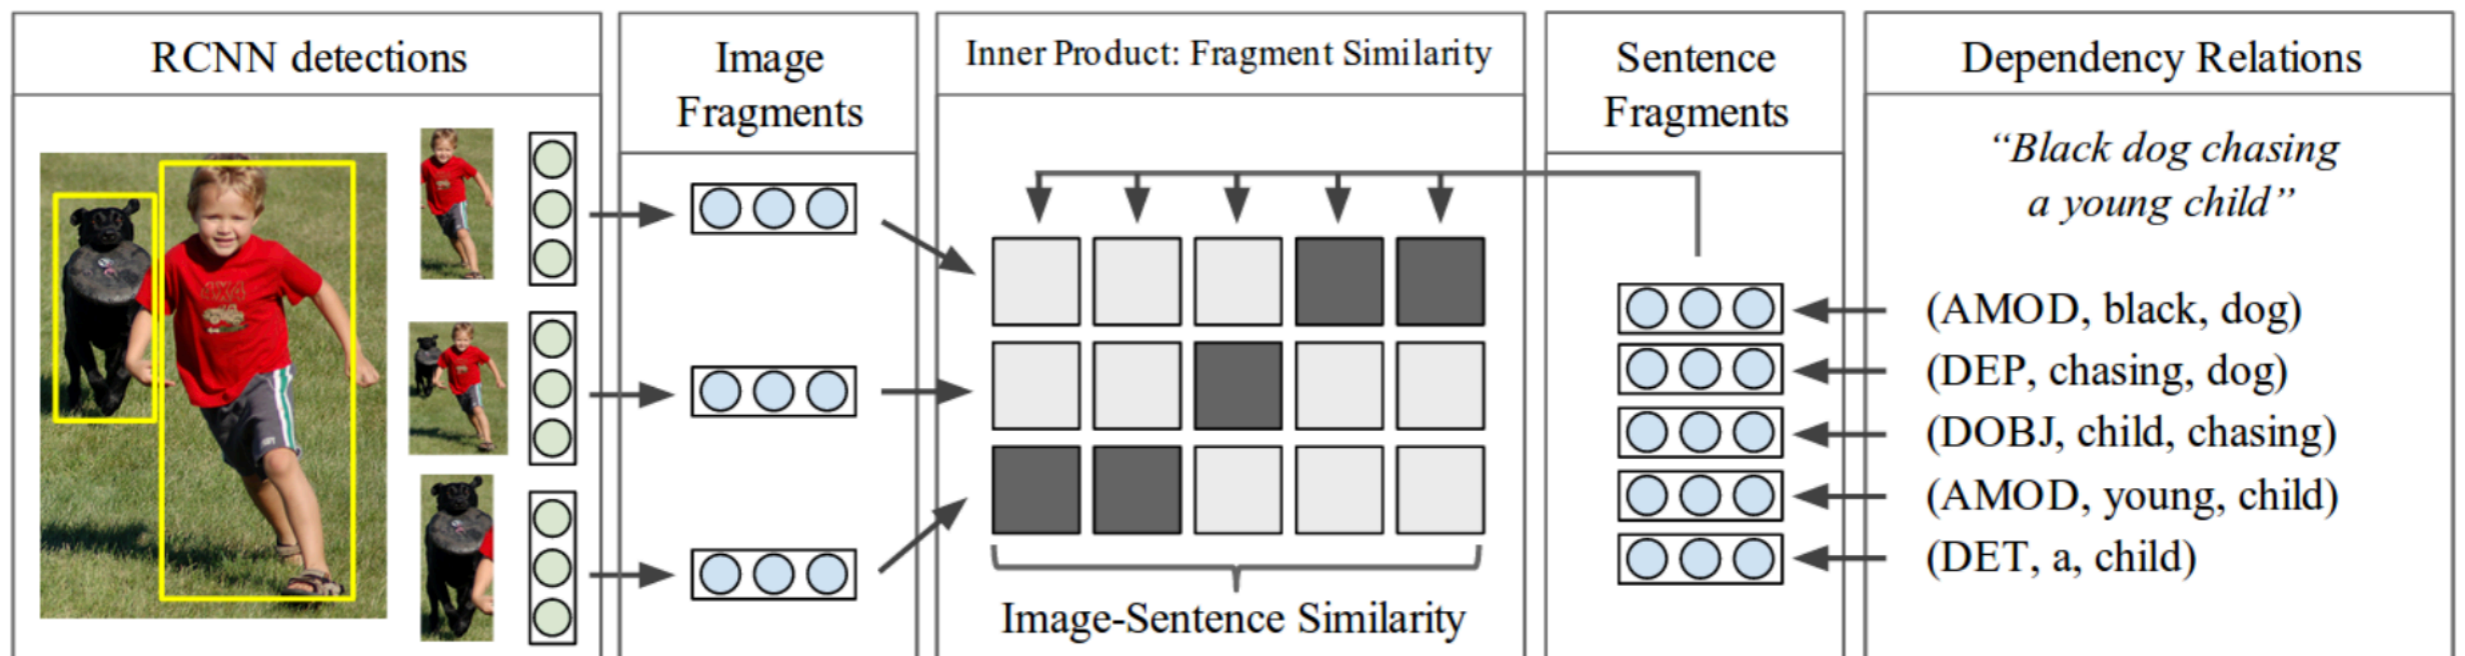 RCNN detections
Image
Fragments
Inner Product: Fragment Similarity
Image-Sentence Similarity
Sentence
Fragments
Dependency Relations
“Black dog chasing
a young child”
(AMOD, black, dog)
(DEP, chasing, dog)
(DOBJ, child, chasing)
(AMOD, young, child)
(DET, a, child)
4X4